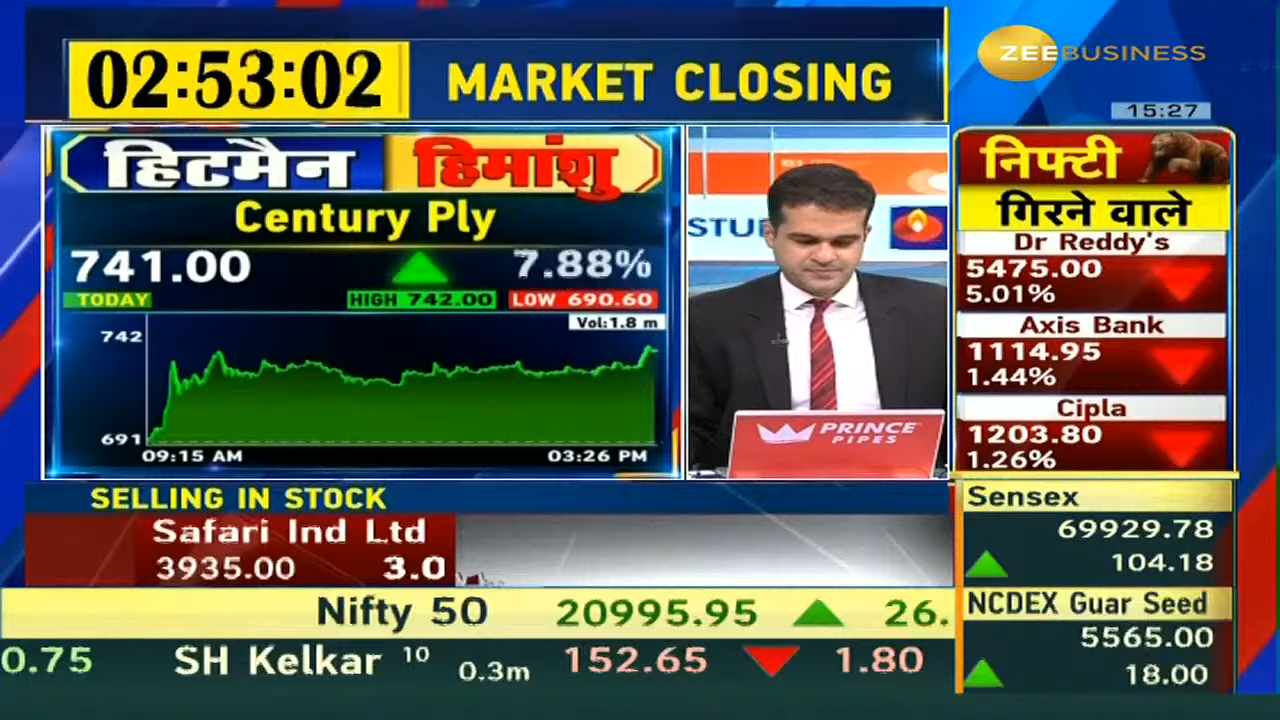 02:53:02 MARKET CLOSING
ZEEBUSINESS
15:27
हिटमैन हिमांशु
Century Ply
741.00 7.88%
TODAY HIGH 742.00 LOW 690.60
Vol:1.8 m
742
691
09:15 AM 03:26 PM
PRINCE
PIPES
निफ्टी
गिरने वाले
Dr Reddy's
5475.00
5.01%
Axis Bank
1114.95
1.44%
Cipla
1203.80
1.26%
SELLING IN STOCK
Safari Ind Ltd
3935.00 3.0
Sensex
69929.78
104.18
NCDEX Guar Seed
5565.00
18.00
Nifty 50 20995.95 26.
0.75 SH Kelkar 10 0.3m 152.65 1.80